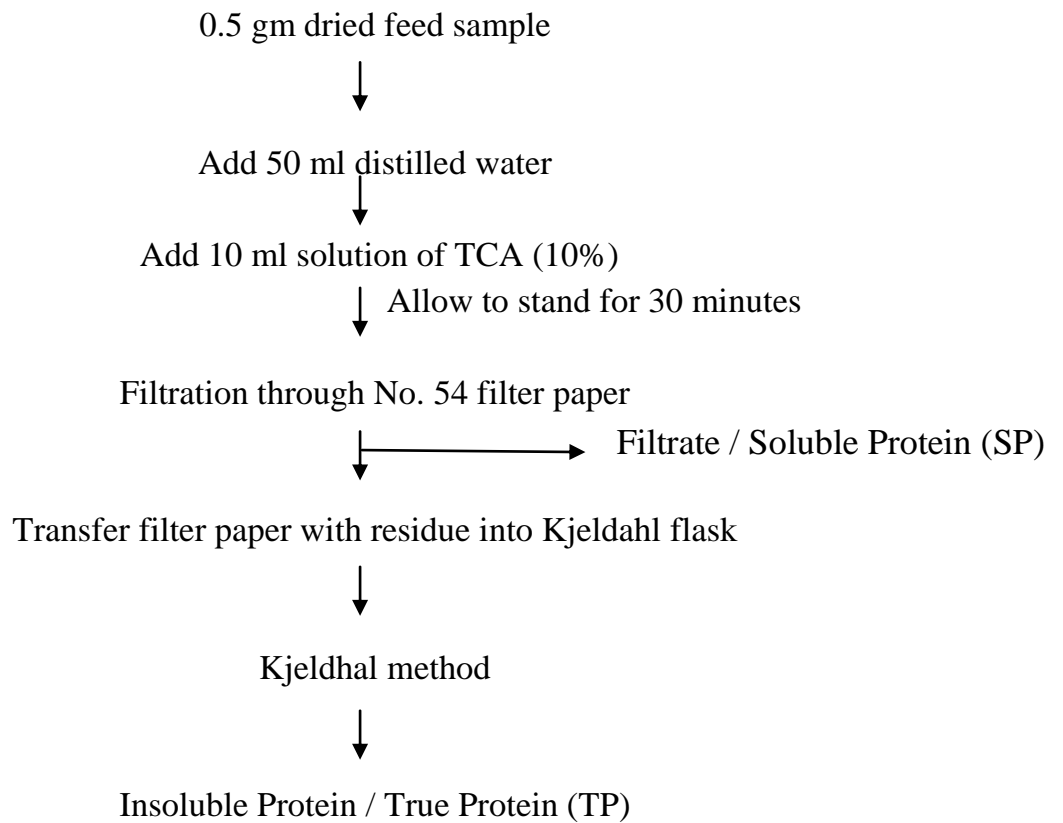 0.5 gm dried feed sample
Add 50 ml distilled water
Add 10 ml solution of TCA (10%)
Allow to stand for 30 minutes
Filtration through No. 54 filter paper
Filtrate / Soluble Protein (SP)
Transfer filter paper with residue into Kjeldahl flask
Kjeldhal method
Insoluble Protein / True Protein (TP)